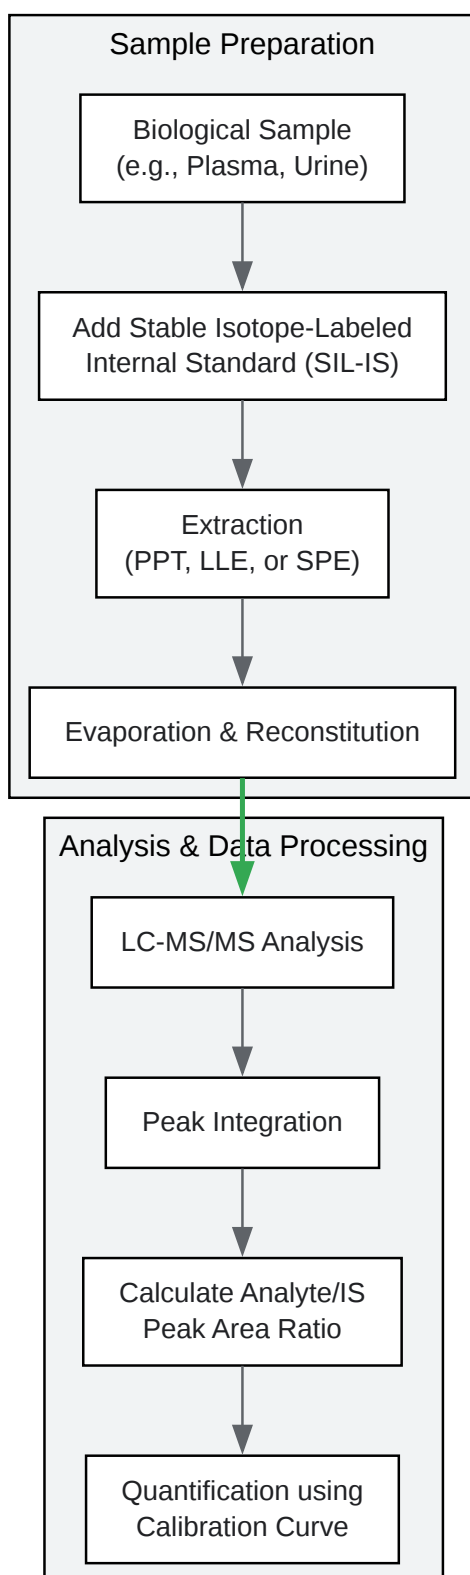 Sample Preparation
Biological Sample
(e.g., Plasma, Urine)
Add Stable Isotope-Labeled
Internal Standard (SIL-IS)
Extraction
(PPT, LLE, or SPE)
Evaporation & Reconstitution
Analysis & Data Processing
LC-MS/MS Analysis
Peak Integration
Calculate Analyte/IS
Peak Area Ratio
Quantification using
Calibration Curve